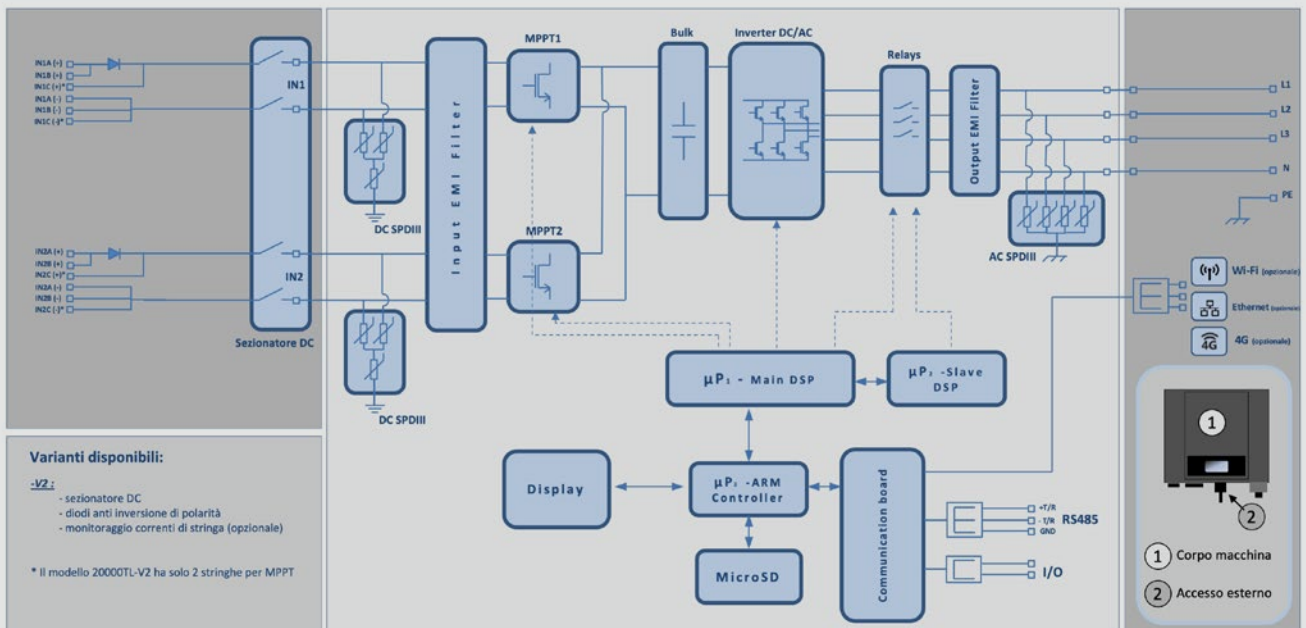 IN1A (+)
IN1B (+)
IN1C (+)*
IN1A (-)
IN1B (-)
IN1C (-)*
IN1
IN2A (+)
IN2B (+)
IN2C (+)*
IN2A (-)
IN2B (-)
IN2C (-)*
IN2
Sezionatore DC
DC SPDIII
DC SPDIII
Input EMI Filter
MPPT1
MPPT2
Bulk
Inverter DC/AC
Relays
Output EMI Filter
AC SPDIII
L1
L2
L3
N
PE
Wi-Fi (opzionale)
Ethernet (opzionale)
4G
4G (opzionale)
µP₁ - Main DSP
-Slave
DSP
-ARM
Controller
Display
MicroSD
Communication board
+T/R
- T/R
GND
RS485
I/O
Varianti disponibili:
-V2 :
- sezionatore DC
- diodi anti inversione di polarità
- monitoraggio correnti di stringa (opzionale)
* Il modello 20000TL-V2 ha solo 2 stringhe per MPPT
1
2
1 Corpo macchina
2 Accesso esterno